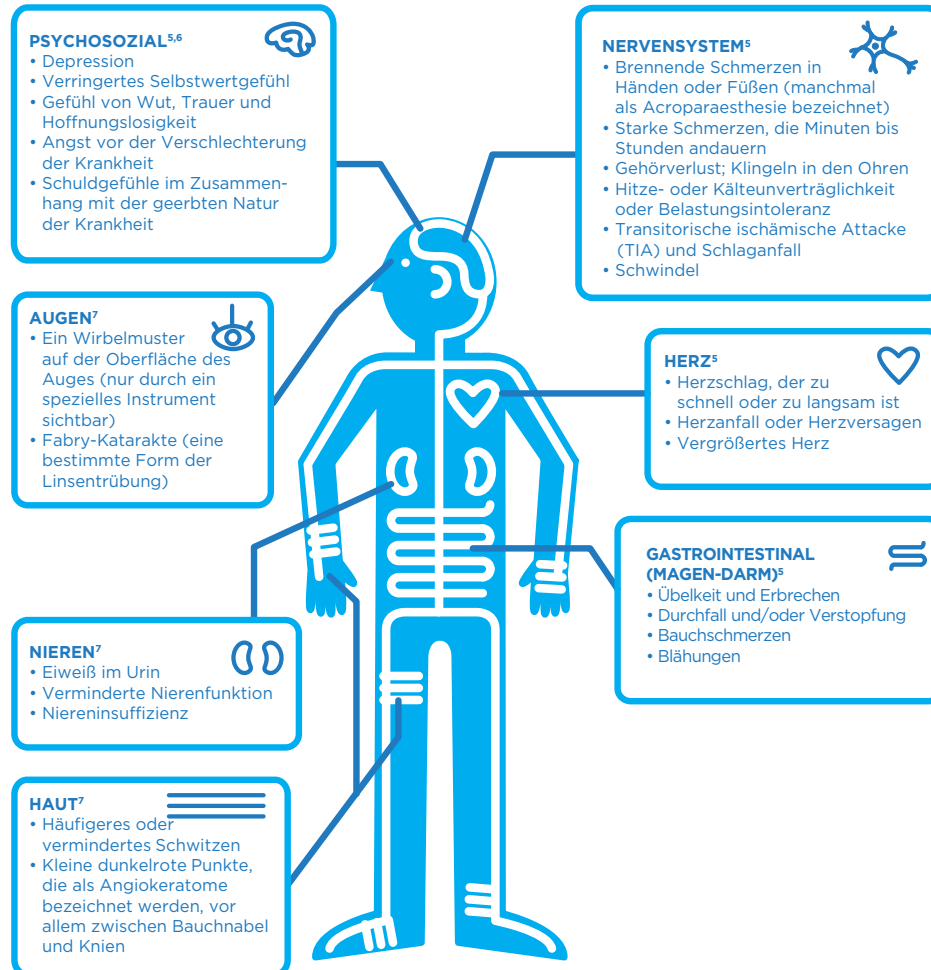 PSYCHOSOZIAL5,6
• Depression
• Verringertes Selbstwertgefühl
• Gefühl von Wut, Trauer und
Hoffnungslosigkeit
• Angst vor der Verschlechterung
der Krankheit
• Schuldgefühle im Zusammen-
hang mit der geerbten Natur
der Krankheit
NERVENSYSTEM5
• Brennende Schmerzen in
Händen oder Füßen (manchmal
als Acroparaesthesie bezeichnet)
• Starke Schmerzen, die Minuten bis
Stunden andauern
• Gehörverlust; Klingeln in den Ohren
• Hitze- oder Kälteunverträglichkeit
oder Belastungsintoleranz
• Transitorische ischämische Attacke
(TIA) und Schlaganfall
• Schwindel
AUGEN7
• Ein Wirbelmuster
auf der Oberfläche des
Auges (nur durch ein
spezielles Instrument
sichtbar)
• Fabry-Katarakte (eine
bestimmte Form der
Linsentrübung)
HERZ5
• Herzschlag, der zu
schnell oder zu langsam ist
• Herzanfall oder Herzversagen
• Vergrößertes Herz
GASTROINTESTINAL
(MAGEN-DARM)5
• Übelkeit und Erbrechen
• Durchfall und/oder Verstopfung
• Bauchschmerzen
• Blähungen
NIEREN7
• Eiweiß im Urin
• Verminderte Nierenfunktion
• Niereninsuffizienz
HAUT7
• Häufigeres oder
vermindertes Schwitzen
• Kleine dunkelrote Punkte,
die als Angiokeratome
bezeichnet werden, vor
allem zwischen Bauchnabel
und Knien